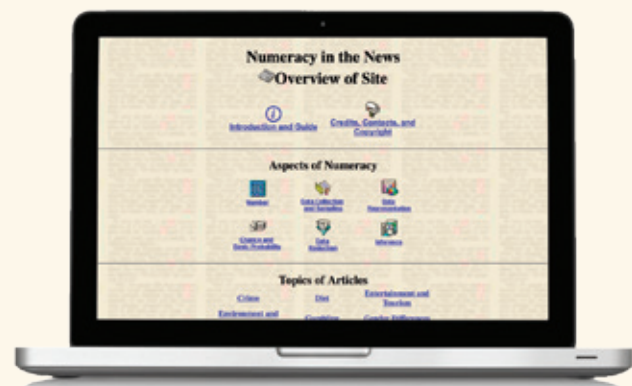 Numeracy in the News
Overview of Site
Introduction and Guide
Credits, Contacts, and
Copyright
Aspects of Numeracy
Number
Data Collection
and Sampling
Data
Representation
Chance and
Basic Probability
Data
Reduction
Inference
Topics of Articles
Crime
Diet
Entertainment and
Tourism
Environment and
Gambling
Gender Differences